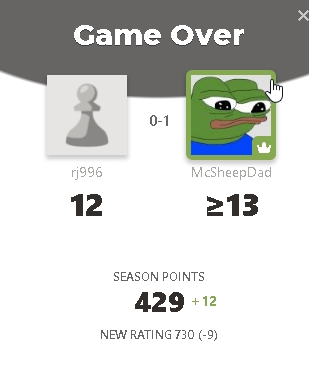 Game Over
0-1
rj996
McSheepDad
12
≥13
SEASON POINTS
429 +12
NEW RATING 730 (-9)